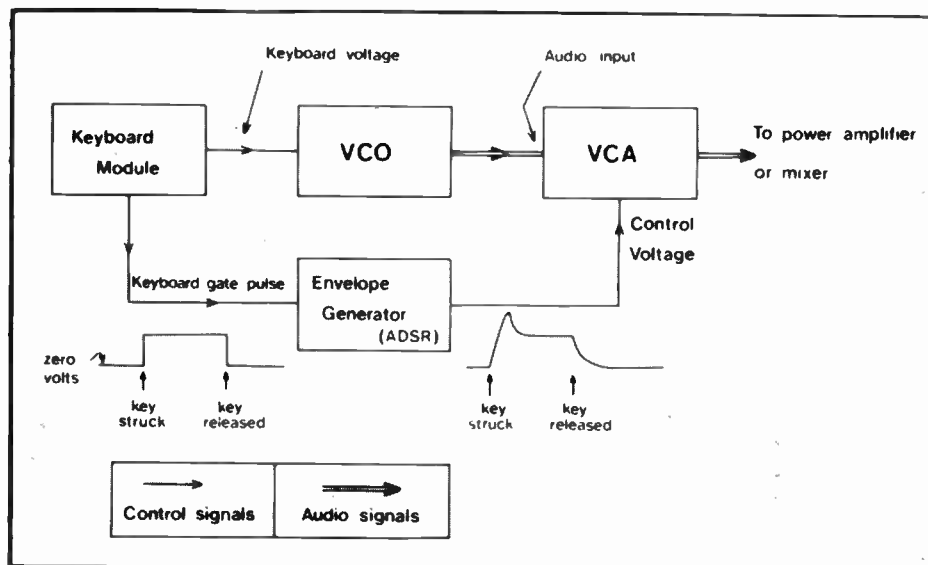 Keyboard voltage
Audio input
Keyboard
Module
VCO
VCA
To power amplifier
or mixer
Control
Voltage
Keyboard gate pulse
Envelope
Generator
(ADSR)
zero
volts
key
struck
key
released
key
struck
key
released
Control signals
Audio signals